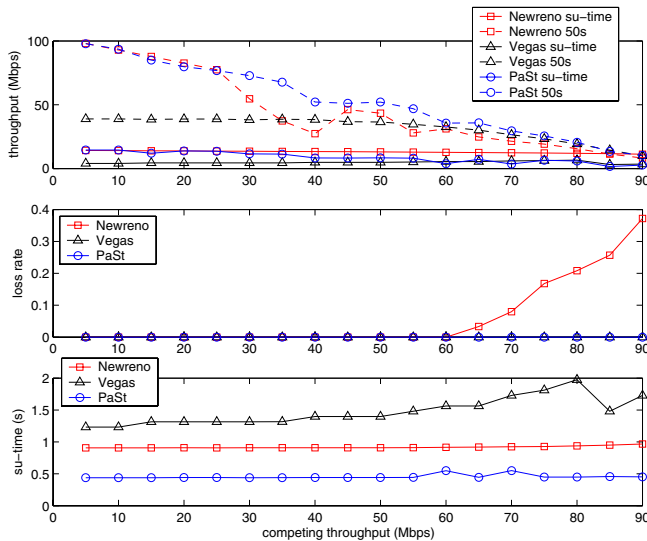 Newreno su-time
Newreno 50s
Vegas su-time
Vegas 50s
PaSt su-time
PaSt 50s
throughput (Mbps)
100
50
0
0 10 20 30 40 50 60 70 80 90
Newreno
Vegas
PaSt
loss rate
0.4
0.3
0.2
0.1
0
0 10 20 30 40 50 60 70 80 90
Newreno
Vegas
PaSt
su-time (s)
2
1.5
1
0.5
0
0 10 20 30 40 50 60 70 80 90
competing throughput (Mbps)